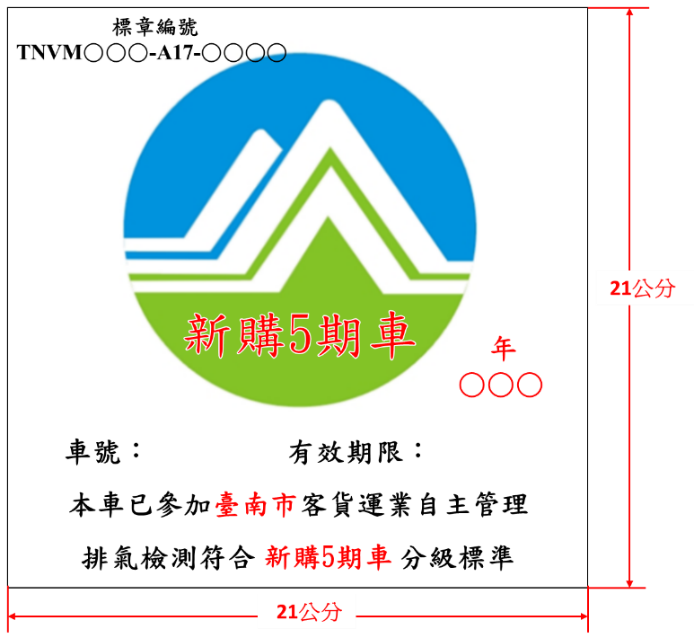 標章編號
TNVM○○○-A17-○○○○
新購5期車
年
○○○
21公分
車號： 有效期限：
本車已參加臺南市客貨運業自主管理
排氣檢測符合 新購5期車 分級標準
21公分